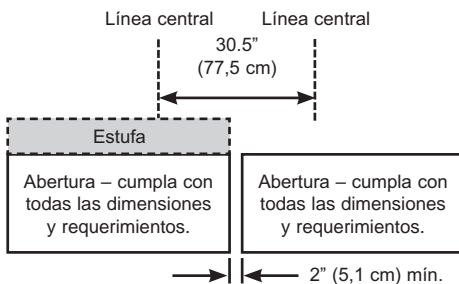 Línea central
Línea central
30.5”
(77,5 cm)
Estufa
Abertura – cumpla con
todas las dimensiones
y requerimientos.
Abertura – cumpla con
todas las dimensiones
y requerimientos.
2” (5,1 cm) mín.